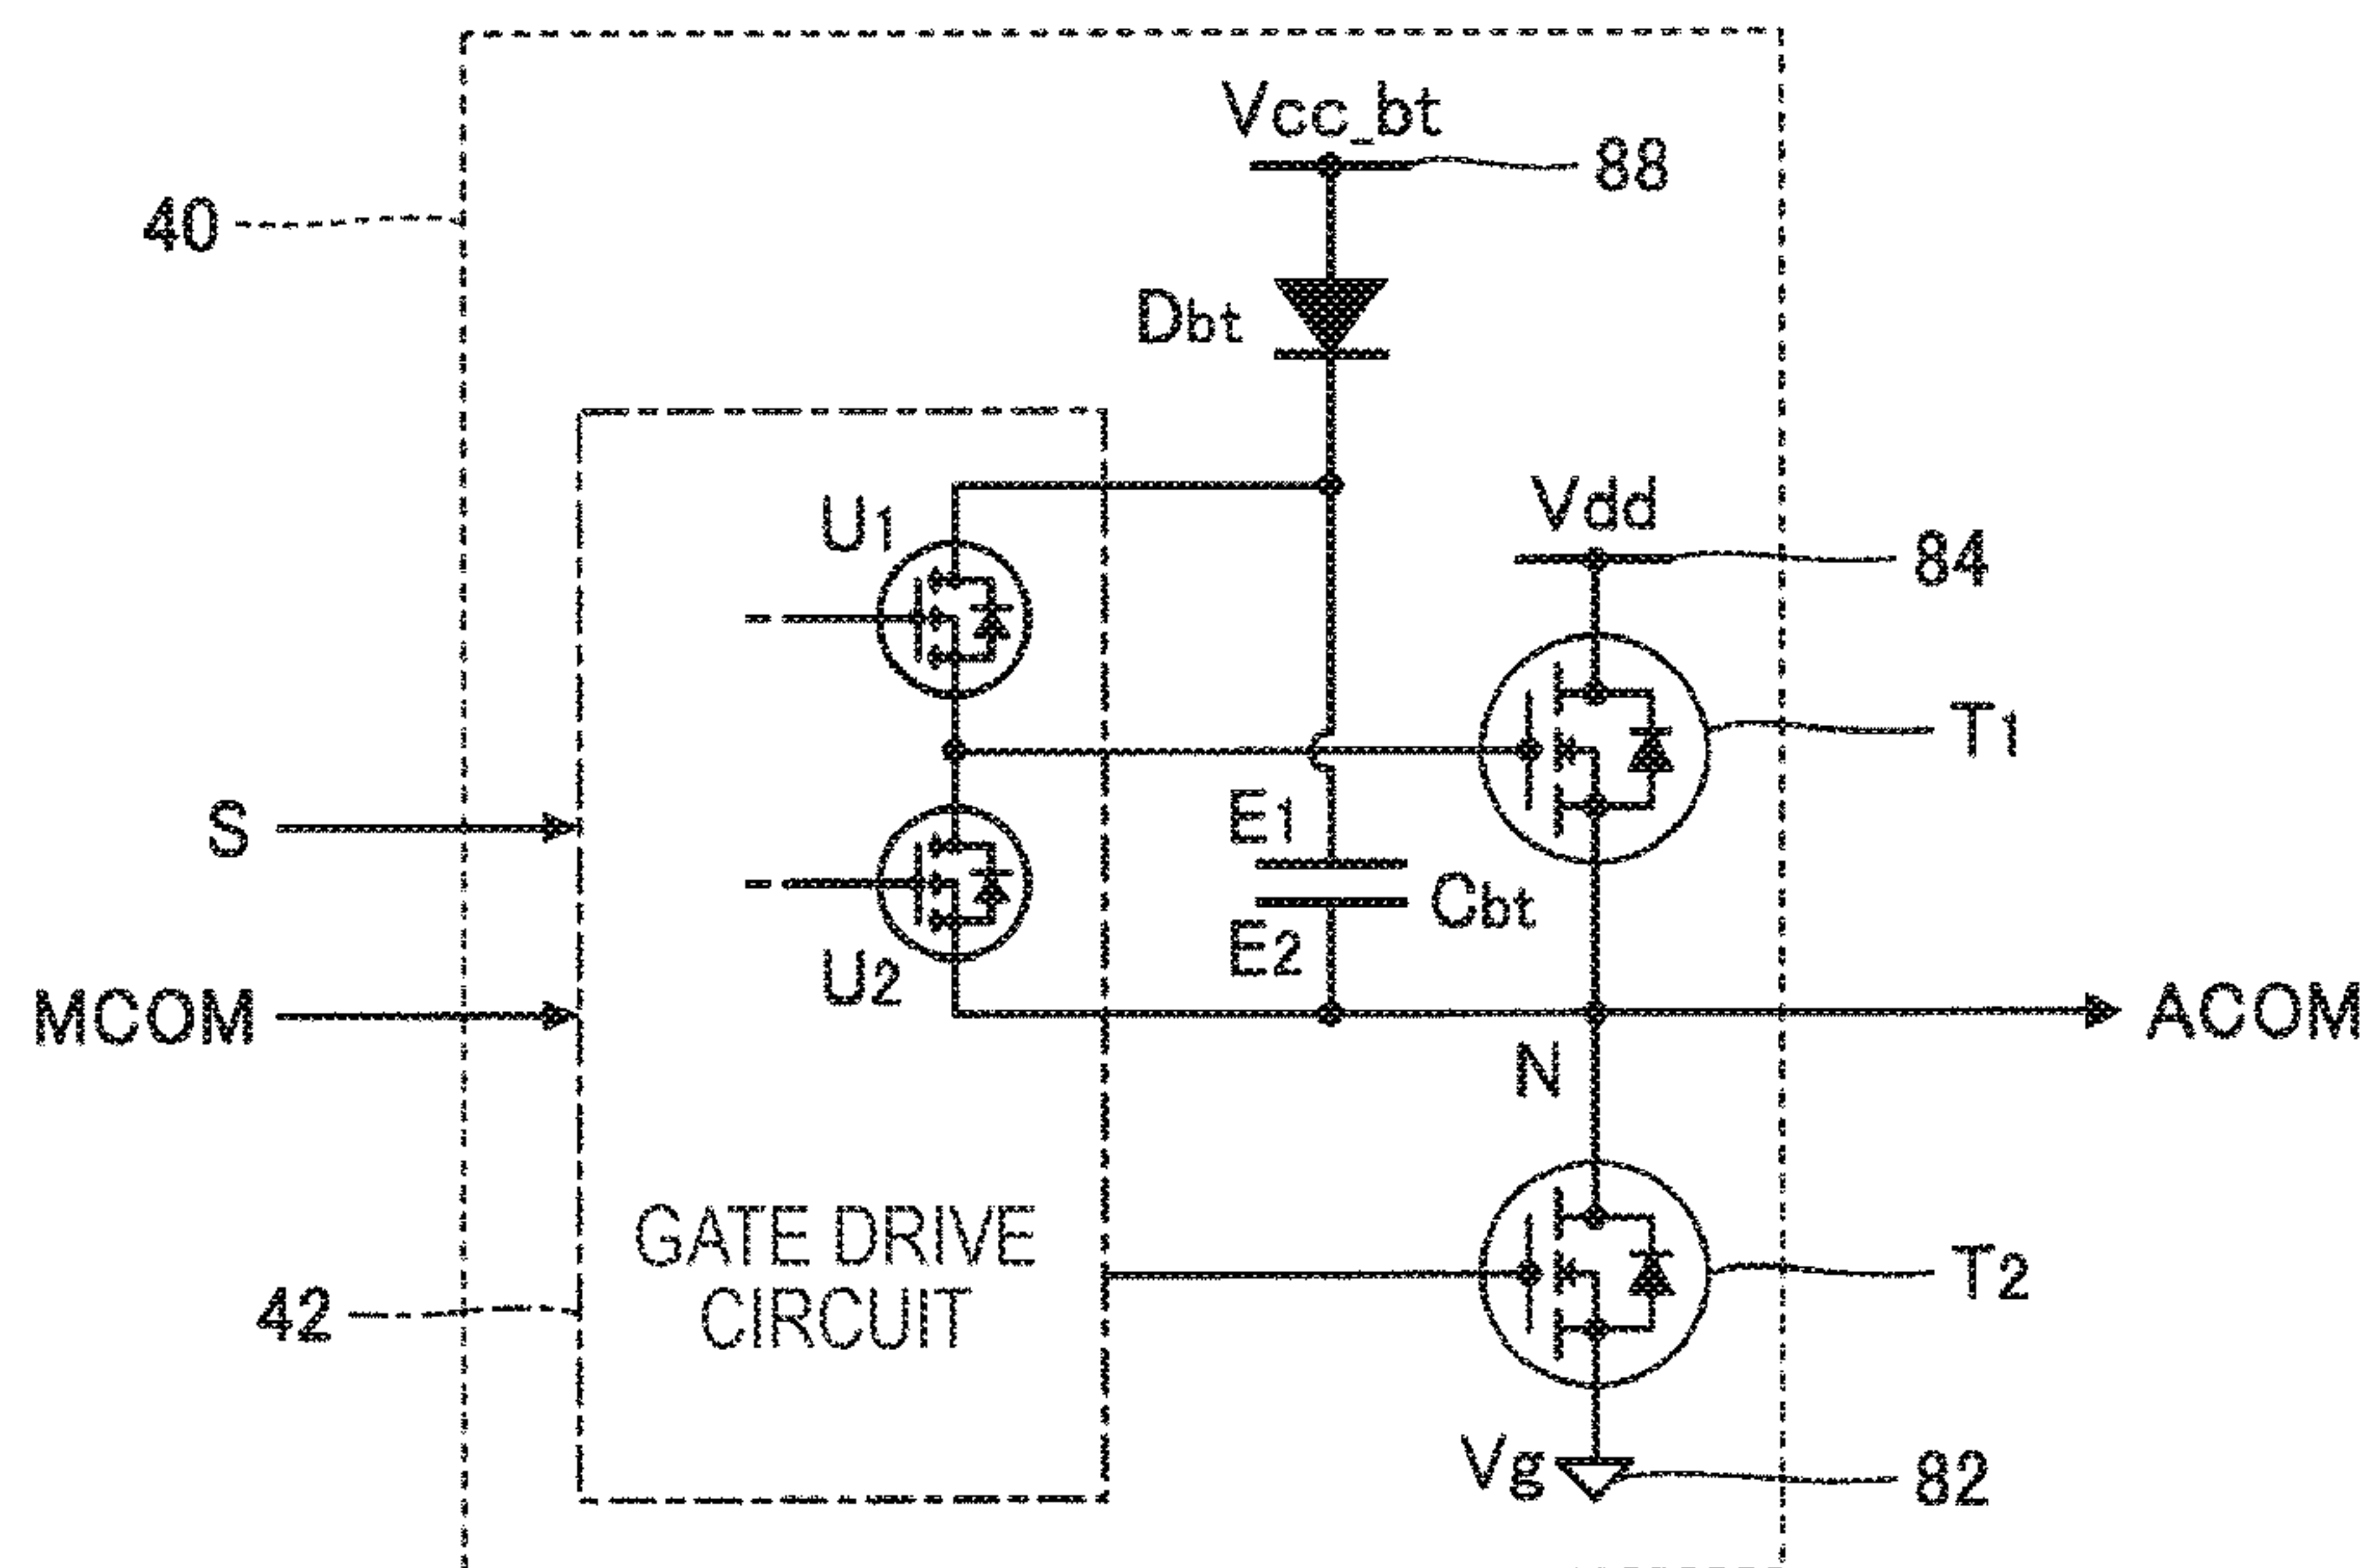 Vcc_bt
88
40
Dbt
U1
Vdd
84
T1
E1
S
Cbt
E2
U2
MCOM
ACOM
N
GATE DRIVE
CIRCUIT
T2
42
Vg
82